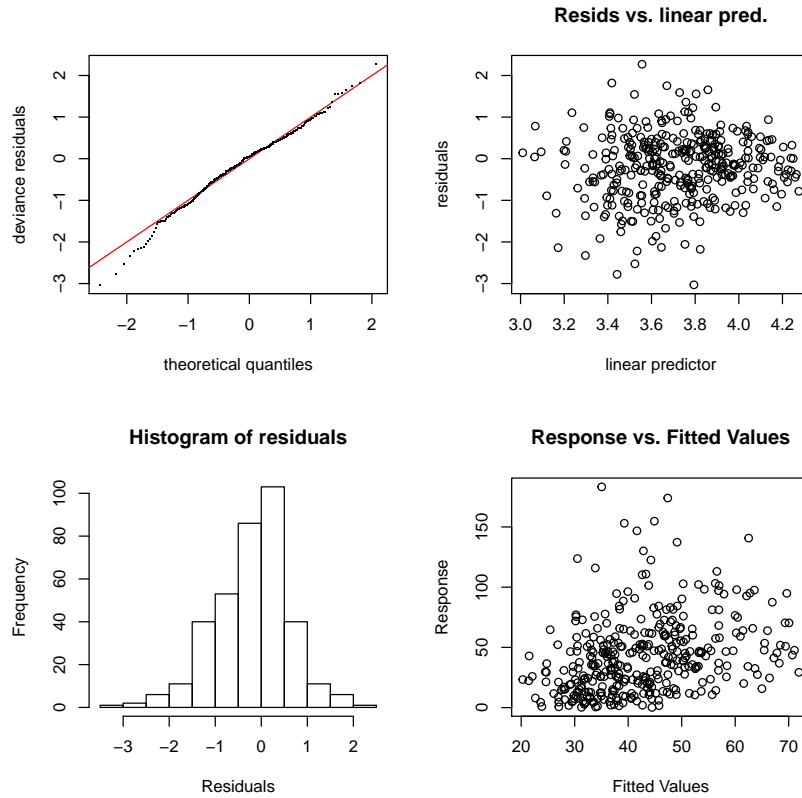 deviance residuals
2
1
0
−1
−2
−3
−2 −1 0 1 2
theoretical quantiles
Resids vs. linear pred.
residuals
2
1
0
−1
−2
−3
3.0 3.2 3.4 3.6 3.8 4.0 4.2
linear predictor
Histogram of residuals
Frequency
100
80
60
40
20
0
−3 −2 −1 0 1 2
Residuals
Response vs. Fitted Values
Response
150
100
50
0
20 30 40 50 60 70
Fitted Values